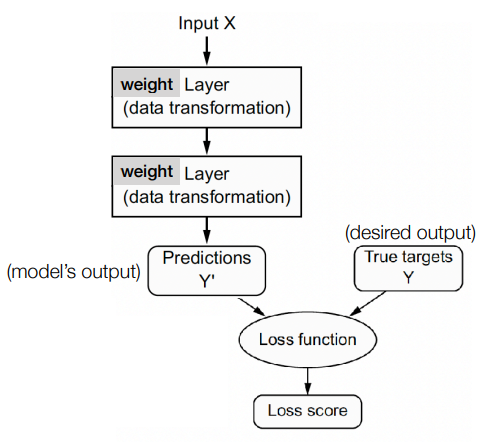 Input X
weight Layer
(data transformation)
weight Layer
(data transformation)
(desired output)
Predictions
Y'
(model's output)
True targets
Y
Loss function
Loss score